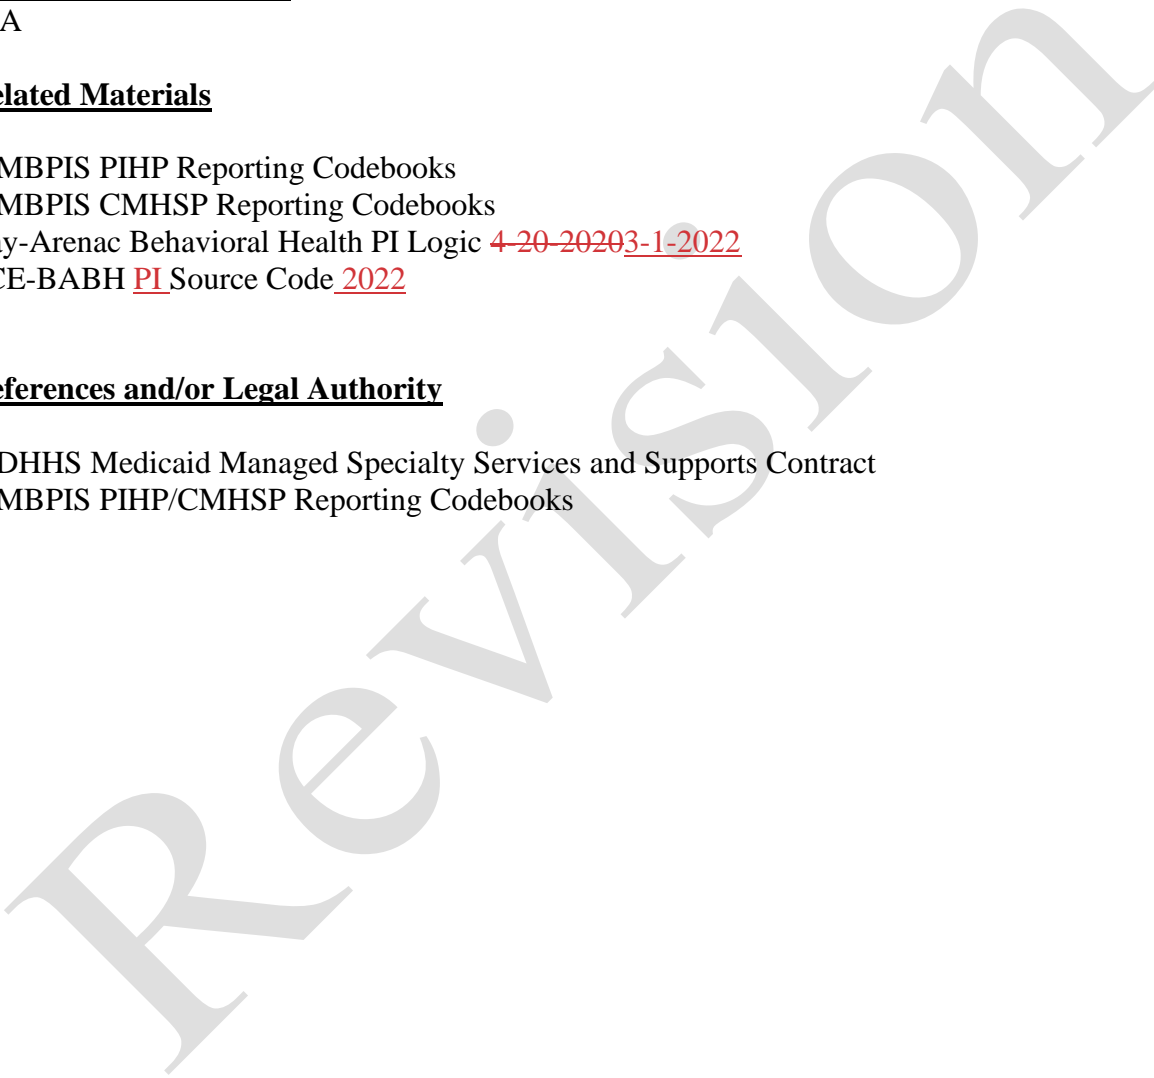 A
elated Materials
MBPIS PIHP Reporting Codebooks
MBPIS CMHSP Reporting Codebooks
ay-Arenac Behavioral Health PI Logic 4-20-20203-1-2022
CE-BABH PI Source Code 2022
eferences and/or Legal Authority
DHHS Medicaid Managed Specialty Services and Supports Contract
MBPIS PIHP/CMHSP Reporting Codebooks
Revision